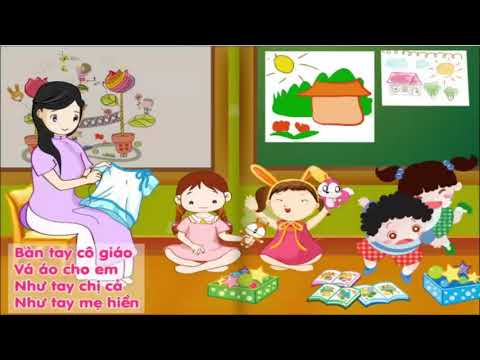 Bàn tay cô giáo
Vá áo cho em
Như tay chị cả
Như tay mẹ hiền